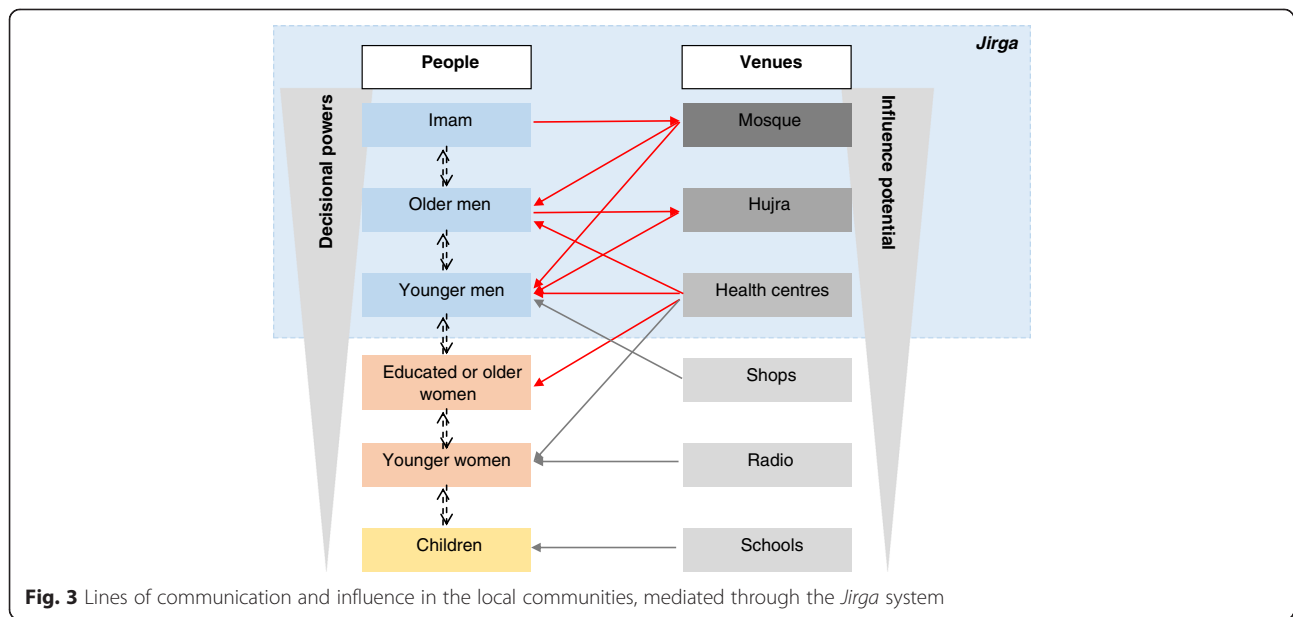 Jirga
People
Venues
Decisional powers
Influence potential
Imam
Mosque
Older men
Hujra
Younger men
Health centres
Educated or older
women
Shops
Younger women
Radio
Children
Schools
Fig. 3 Lines of communication and influence in the local communities, mediated through the Jirga system